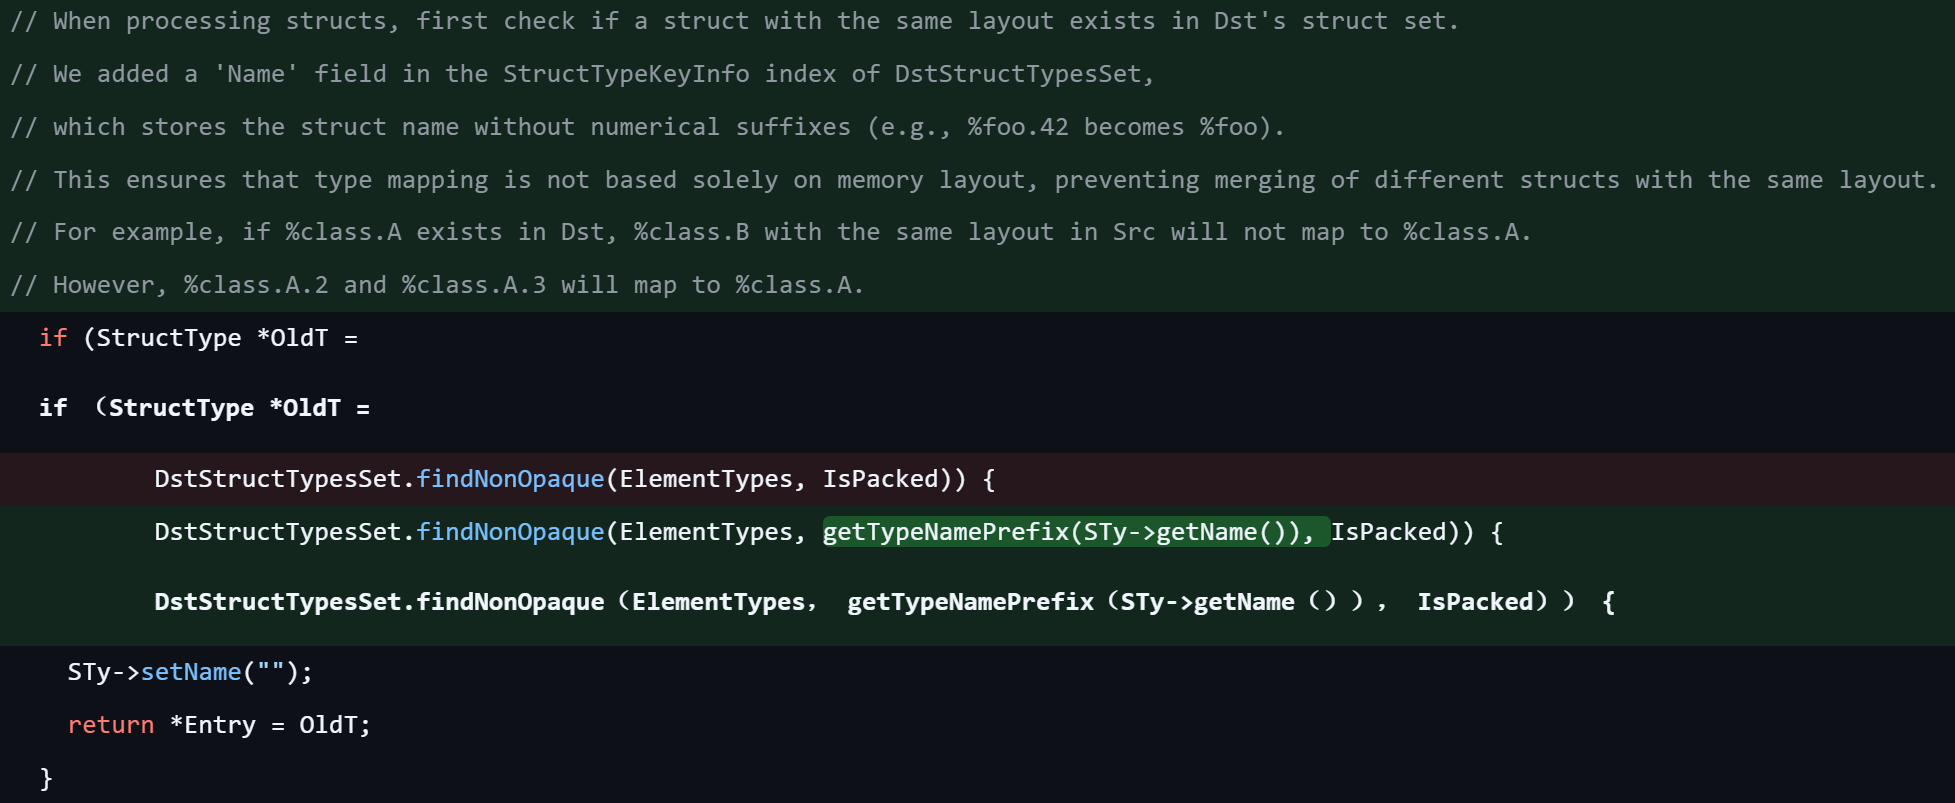 // When processing structs, first check if a struct with the same layout exists in Dst's struct set.
// We added a 'Name' field in the StructTypeKeyInfo index of DstStructTypesSet,
// which stores the struct name without numerical suffixes (e.g., %foo.42 becomes %foo).
// This ensures that type mapping is not based solely on memory layout, preventing merging of different structs with the same layout.
// For example, if %class.A exists in Dst, %class.B with the same layout in Src will not map to %class.A.
// However, %class.A.2 and %class.A.3 will map to %class.A.
if (StructType *OldT =
if （StructType *OldT =
DstStructTypesSet.findNonOpaque(ElementTypes, IsPacked)) {
DstStructTypesSet.findNonOpaque(ElementTypes, getTypeNamePrefix(STy->getName()), IsPacked)) {
DstStructTypesSet.findNonOpaque（ElementTypes， getTypeNamePrefix（STy->getName（）））， IsPacked）） {
STy->setName("");
return *Entry = OldT;
}